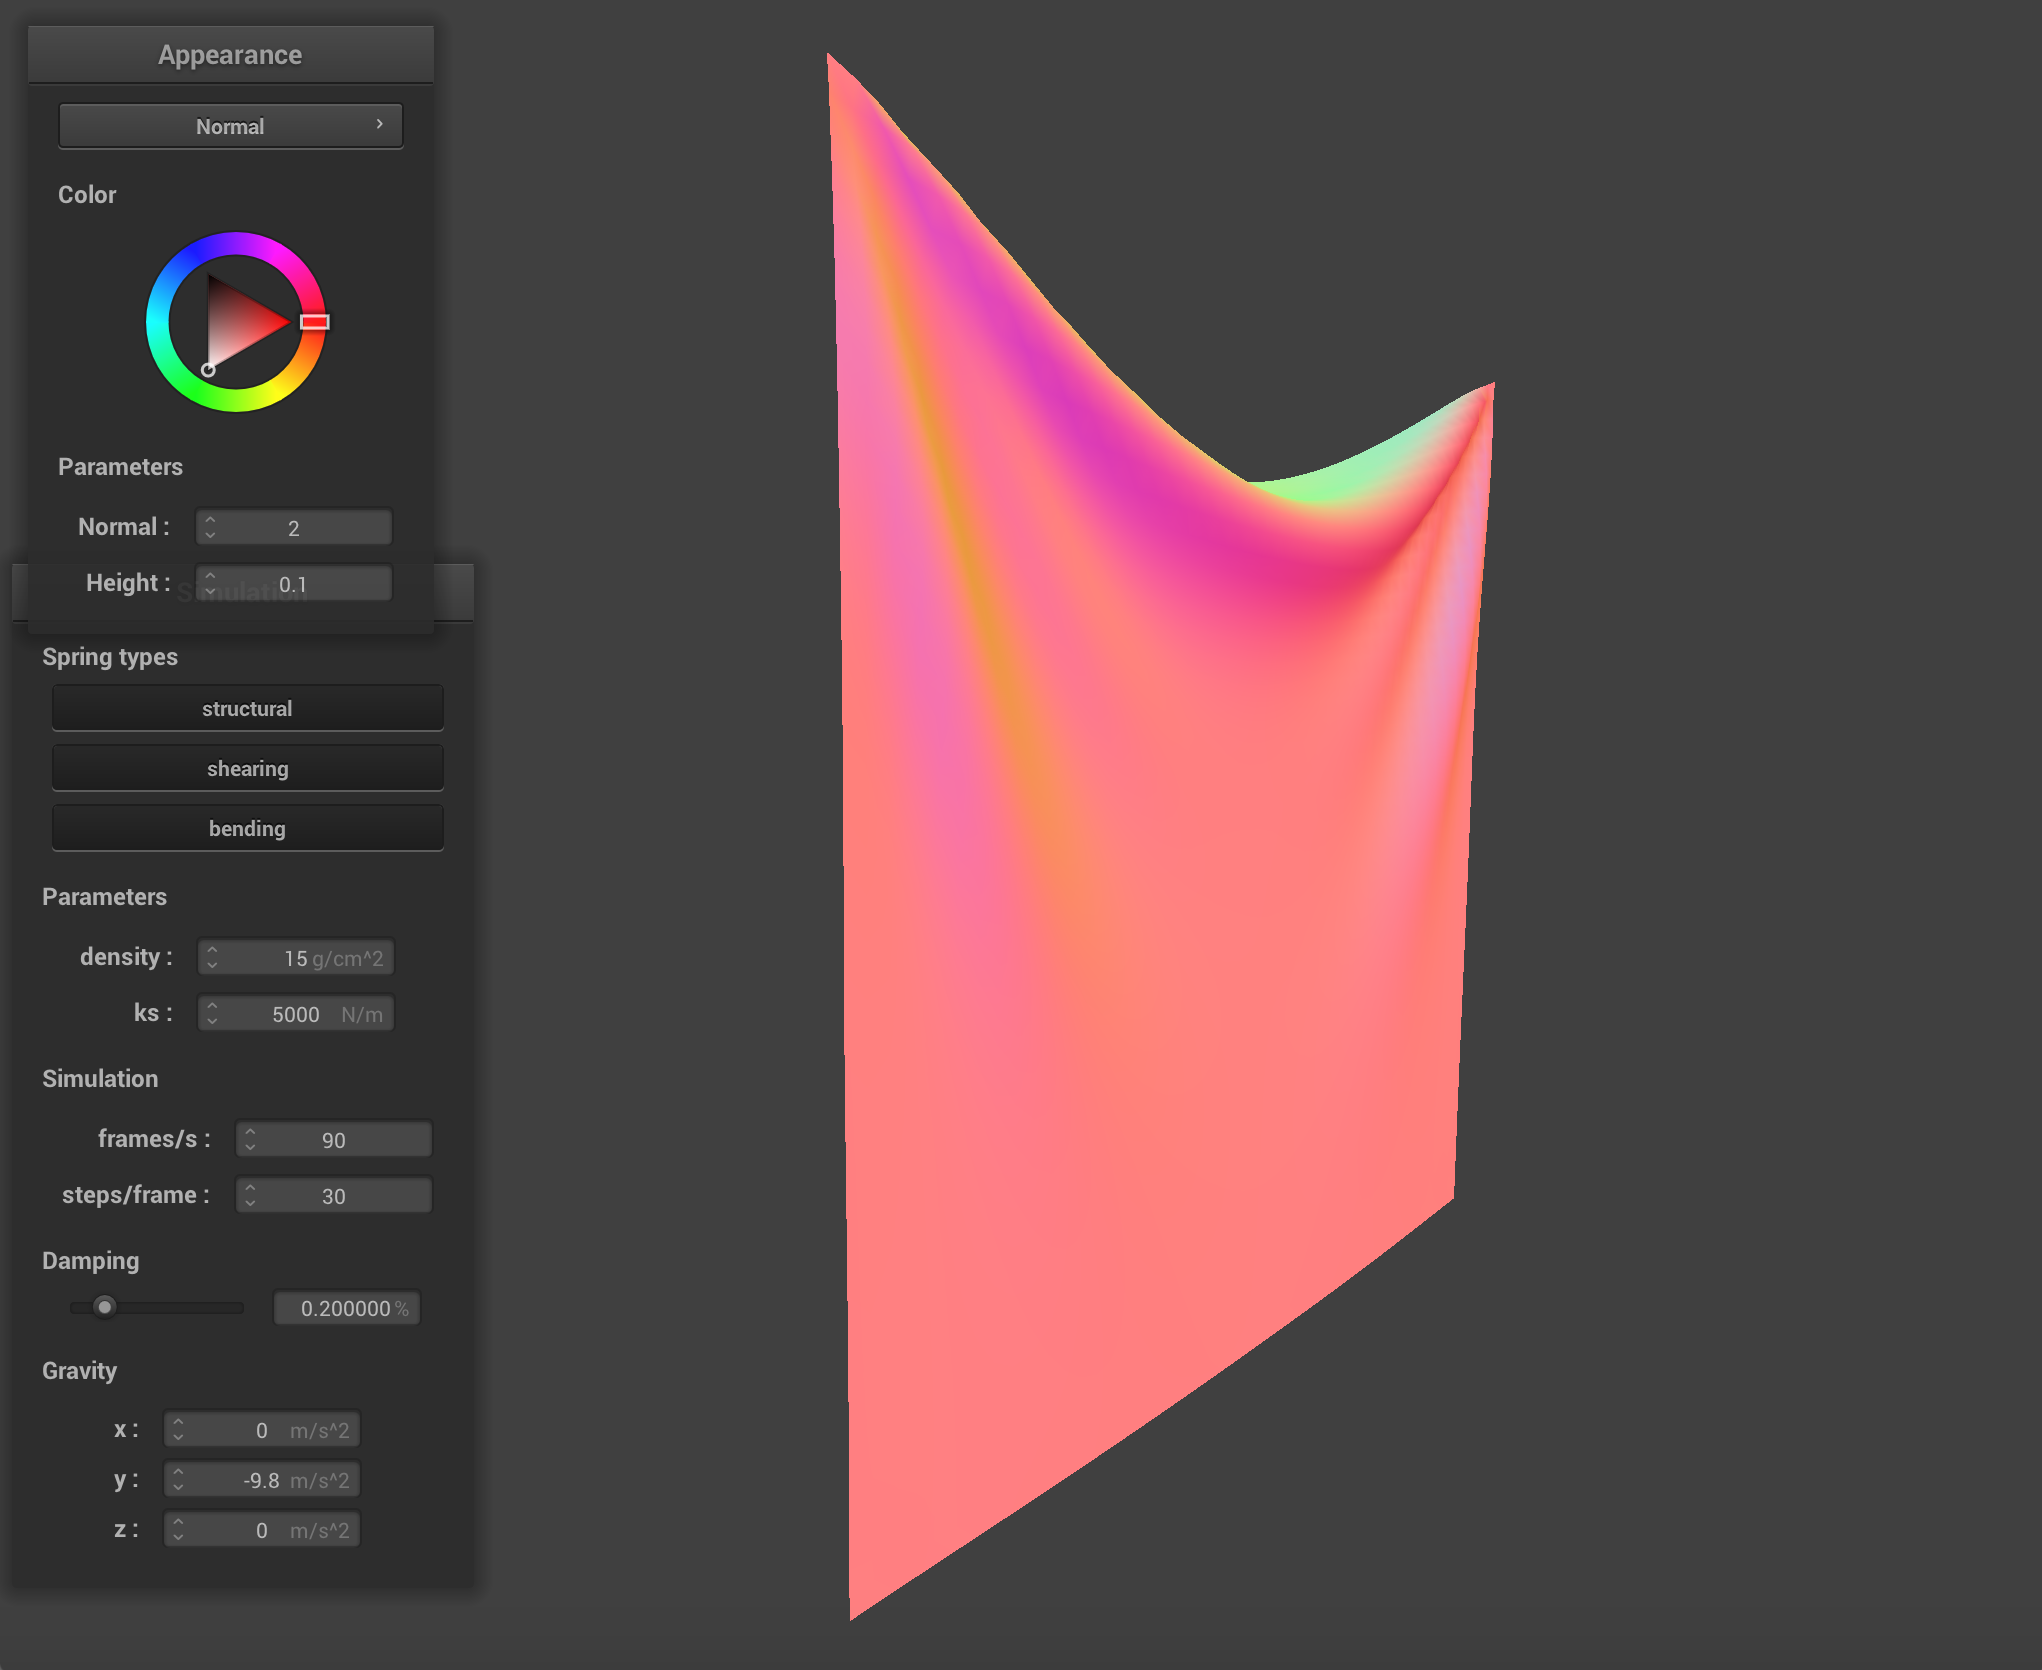 Appearance
Normal
Color
Parameters
Normal : 2
Height : 0.1
Simulation
Spring types
structural
shearing
bending
Parameters
density : 15 g/cm^2
ks : 5000 N/m
Simulation
frames/s : 90
steps/frame : 30
Damping
0.200000 %
Gravity
x : 0 m/s^2
y : -9.8 m/s^2
z : 0 m/s^2